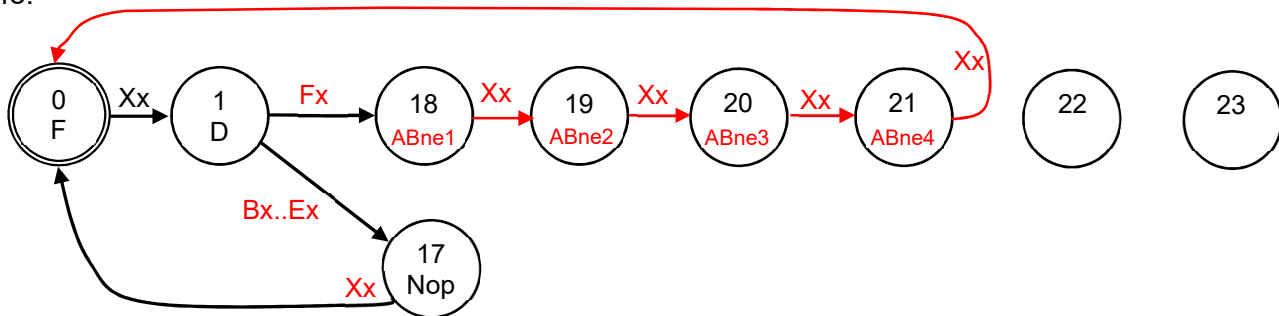 Xx
0
F
Xx
1
D
Fx
18
ABne1
Xx
19
ABne2
Xx
20
ABne3
Xx
21
ABne4
22
23
Bx..Ex
17
Nop
Xx